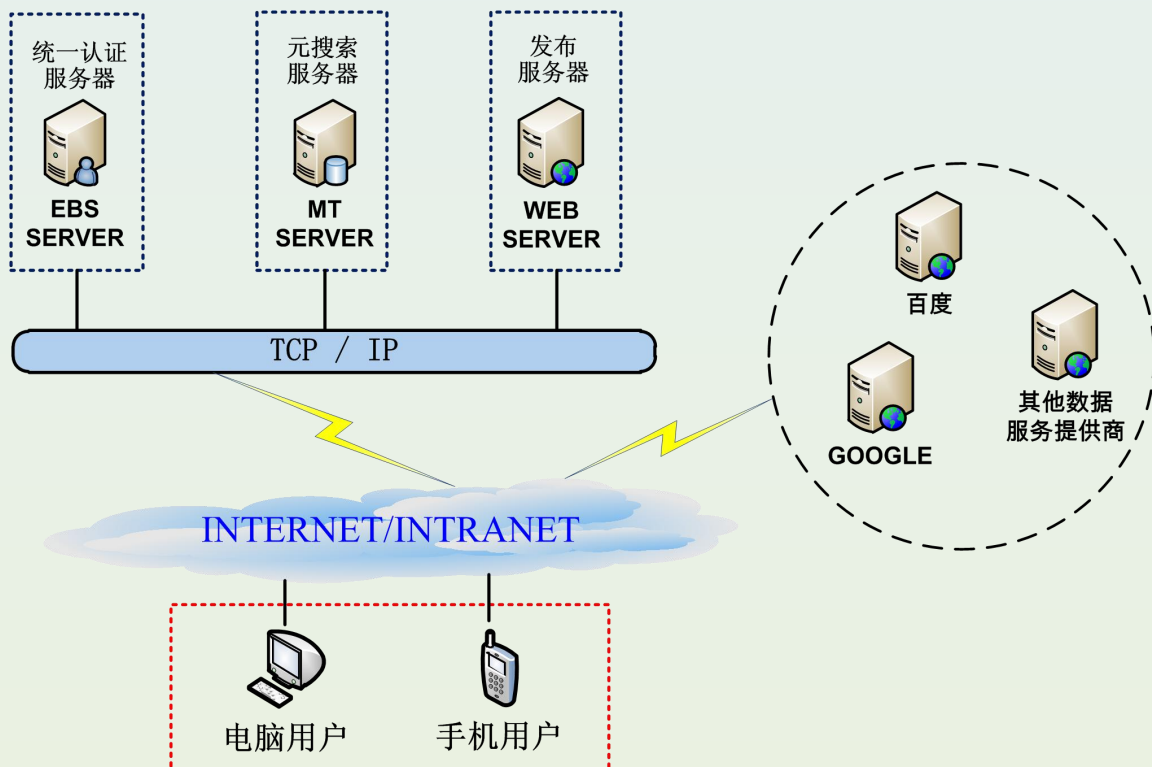 统一认证
服务器
EBS
SERVER
元搜索
服务器
MT
SERVER
发布
服务器
WEB
SERVER
TCP / IP
百度
GOOGLE
其他数据
服务提供商
INTERNET/INTRANET
电脑用户
手机用户